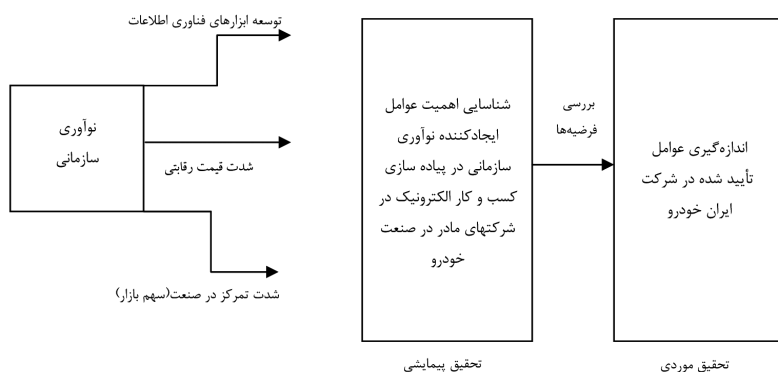 توسعه ابزارهای فناوری اطلاعات
نوآوری
سازمانی
شدت قیمت رقابتی
شدت تمرکز در صنعت(سهم بازار)
شناسایی اهمیت عوامل
ایجادکننده نوآوری
سازمانی در پیاده سازی
کسب و کار الکترونیک در
شرکتهای مادر در صنعت
خودرو
تحقیق پیمایشی
بررسی
فرضیه‌ها
اندازه‌گیری عوامل
تأیید شده در شرکت
ایران خودرو
تحقیق موردی